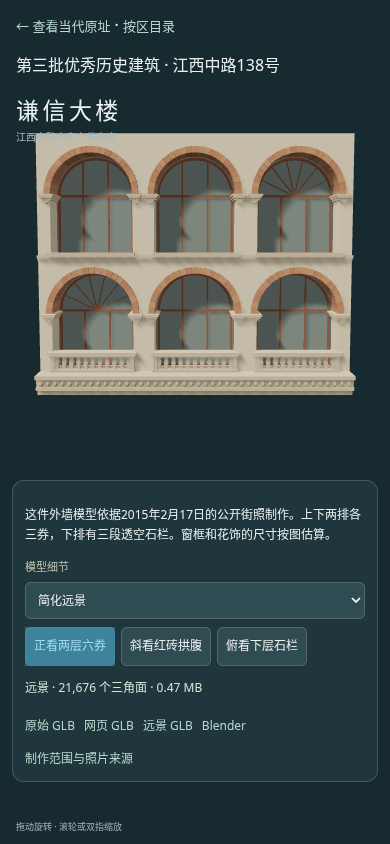 ← 查看当代原址 · 按区目录
第三批优秀历史建筑 · 江西中路138号
谦信大楼
这件外墙模型依据2015年2月17日的公开街照制作。上下两排各
三券，下排有三段透空石栏。窗框和花饰的尺寸按图估算。
模型细节
简化远景
正看两层六券 斜看红砖拱腹 俯看下层石栏
远景 · 21,676 个三角面 · 0.47 MB
原始 GLB 网页 GLB 远景 GLB Blender
制作范围与照片来源
拖动旋转 · 滚轮或双指缩放